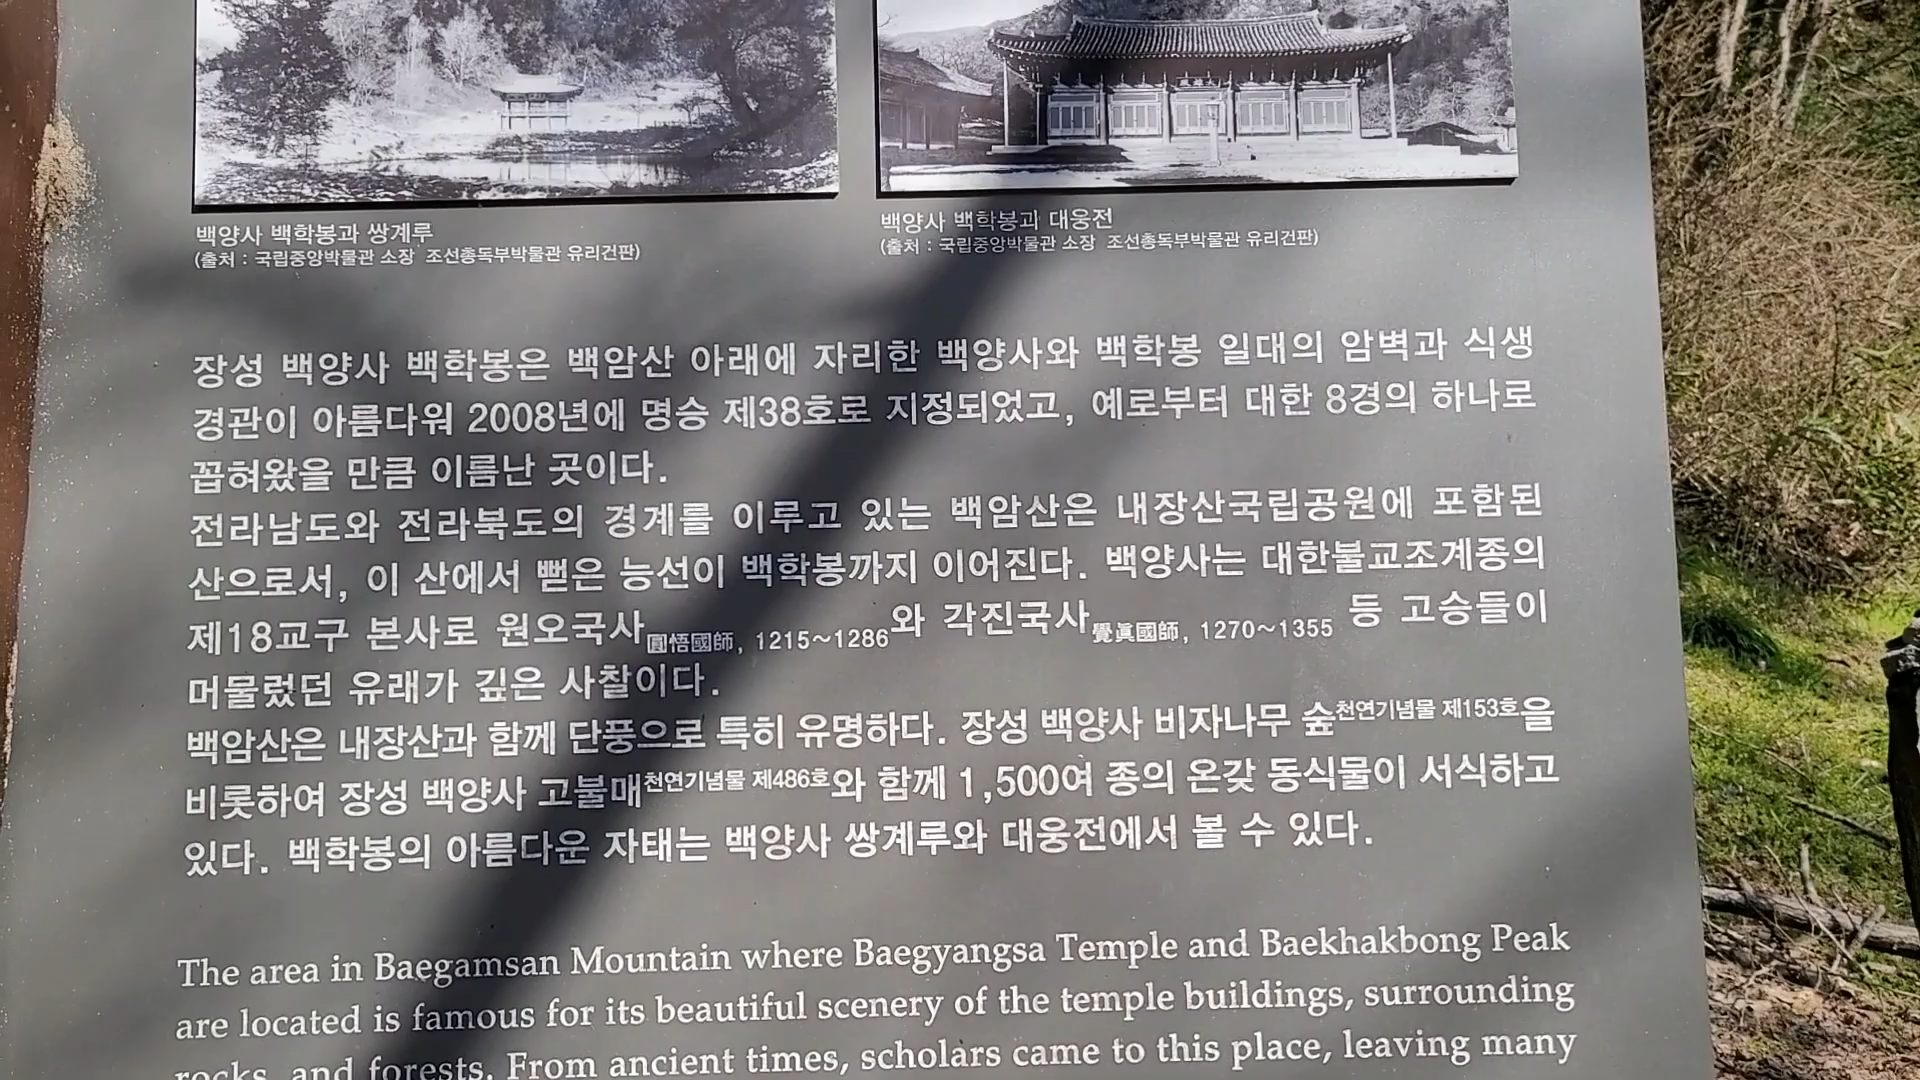 백양사 백학봉과 쌍계루
(출처 : 국립중앙박물관 소장 조선총독부박물관 유리건판)
백양사 백학봉과 대웅전
(출처 : 국립중앙박물관 소장 조선총독부박물관 유리건판)
장성 백양사 백학봉은 백암산 아래에 자리한 백양사와 백학봉 일대의 암벽과 식생
경관이 아름다워 2008년에 명승 제38호로 지정되었고, 예로부터 대한 8경의 하나로
꼽혀왔을 만큼 이름난 곳이다.
전라남도와 전라북도의 경계를 이루고 있는 백암산은 내장산국립공원에 포함된
산으로서, 이 산에서 뻗은 능선이 백학봉까지 이어진다. 백양사는 대한불교조계종의
제18교구 본사로 원오국사圓悟國師, 1215~1286와 각진국사覺眞國師, 1270~1355 등 고승들이
머물렀던 유래가 깊은 사찰이다.
백암산은 내장산과 함께 단풍으로 특히 유명하다. 장성 백양사 비자나무 숲천연기념물 제153호을
비롯하여 장성 백양사 고불매천연기념물 제486호와 함께 1,500여 종의 온갖 동식물이 서식하고
있다. 백학봉의 아름다운 자태는 백양사 쌍계루와 대웅전에서 볼 수 있다.
The area in Baegamsan Mountain where Baegyangsa Temple and Baekhakbong Peak
are located is famous for its beautiful scenery of the temple buildings, surrounding
rocks, and forests. From ancient times, scholars came to this place, leaving many